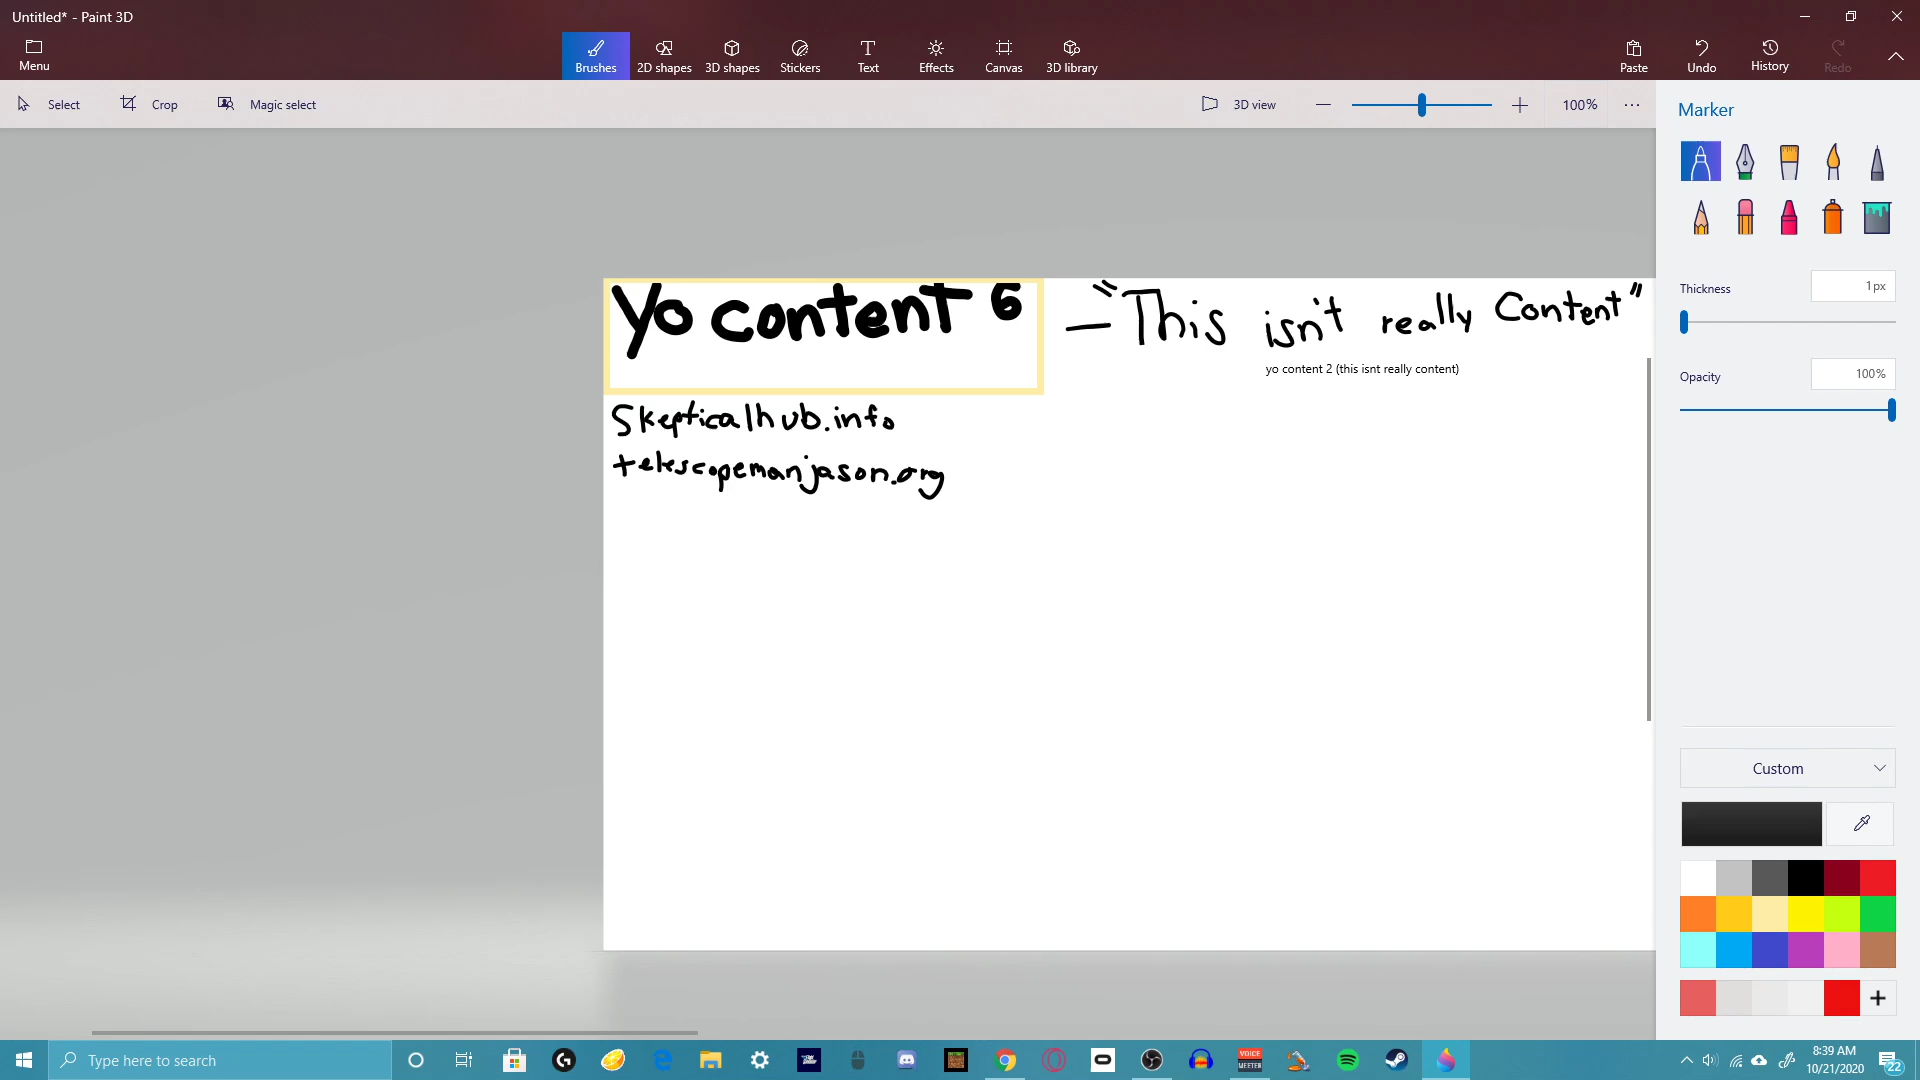 Untitled* - Paint 3D
Menu
Brushes
2D shapes
3D shapes
Stickers
Text
Effects
Canvas
3D library
Paste
Undo
History
Redo
Select
Crop
Magic select
3D view
100%
Marker
Thickness
1px
Opacity
100%
Custom
Yo content 6
– "This isn't really Content"
yo content 2 (this isnt really content)
Skepticalhub.info
telescopemanjason.org
Type here to search
VOICE
MEETER
8:39 AM
10/21/2020
22